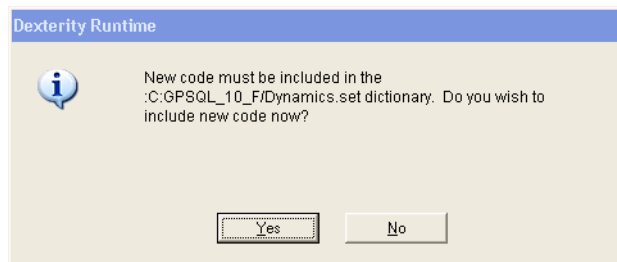 Dexterity Runtime
New code must be included in the
:C:GPSQL_10_F/Dynamics.set dictionary. Do you wish to
include new code now?
Yes No